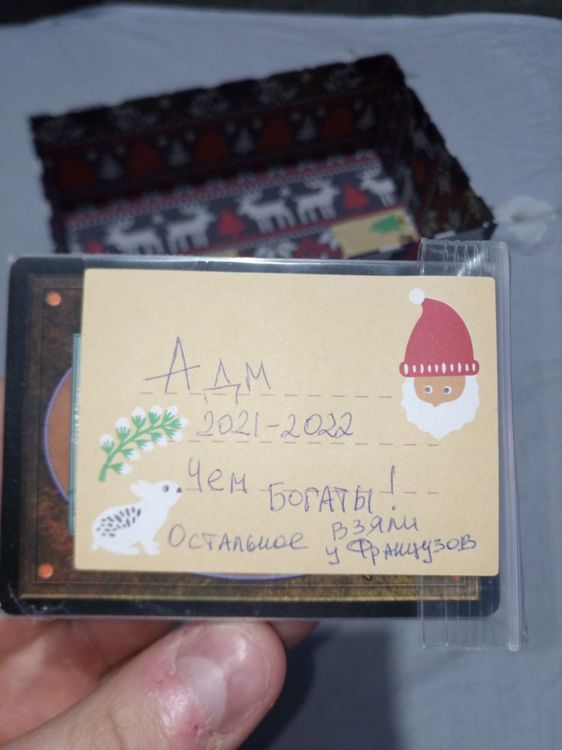 АДМ
2021-2022
Чем БОГАТЫ!
Остальное взяли
у Французов